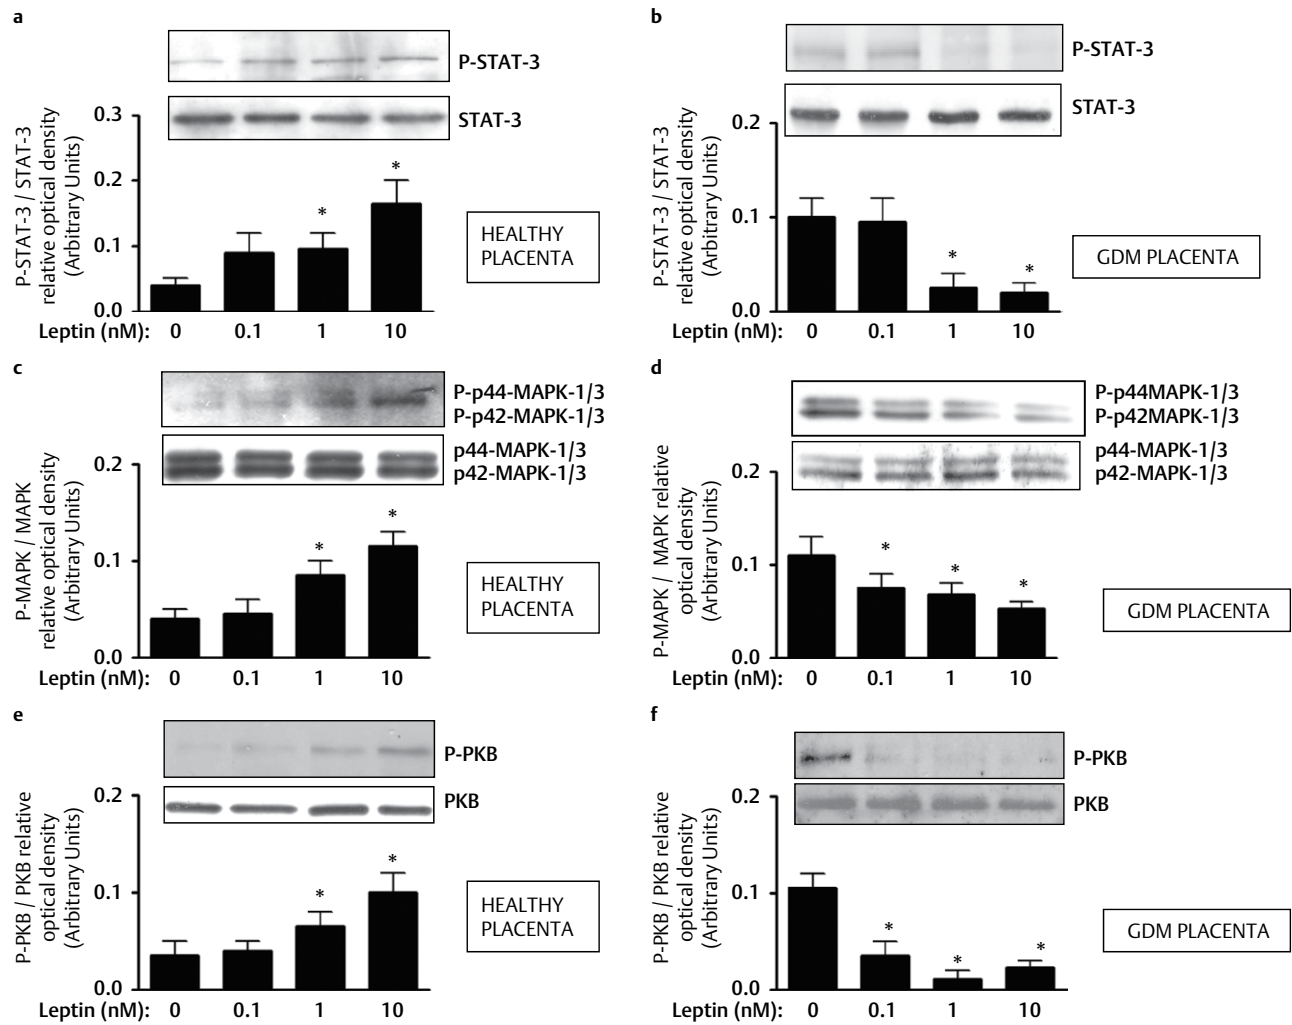 a
P-STAT-3
STAT-3
P-STAT-3 / STAT-3
relative optical density
(Arbitrary Units)
0.3
0.2
0.1
0.0
*
*
HEALTHY
PLACENTA
Leptin (nM): 0 0.1 1 10
b
P-STAT-3
STAT-3
P-STAT-3 / STAT-3
relative optical density
(Arbitrary Units)
0.2
0.1
0.0
*
*
GDM PLACENTA
Leptin (nM): 0 0.1 1 10
c
P-p44-MAPK-1/3
P-p42-MAPK-1/3
p44-MAPK-1/3
p42-MAPK-1/3
P-MAPK / MAPK
relative optical density
(Arbitrary Units)
0.2
0.1
0.0
*
*
HEALTHY
PLACENTA
Leptin (nM): 0 0.1 1 10
d
P-p44MAPK-1/3
P-p42MAPK-1/3
p44-MAPK-1/3
p42-MAPK-1/3
P-MAPK / MAPK relative
optical density
(Arbitrary Units)
0.2
0.1
0.0
*
*
*
GDM PLACENTA
Leptin (nM): 0 0.1 1 10
e
P-PKB
PKB
P-PKB / PKB relative
optical density
(Arbitrary Units)
0.2
0.1
0.0
*
*
HEALTHY
PLACENTA
Leptin (nM): 0 0.1 1 10
f
P-PKB
PKB
P-PKB / PKB relative
optical density
(Arbitrary Units)
0.2
0.1
0.0
*
*
*
GDM PLACENTA
Leptin (nM): 0 0.1 1 10